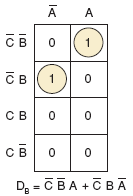 A̅ A
C̅ B̅ 0 1
C̅ B 1 0
C B 0 0
C B̅ 0 0
D_B = C̅ B̅ A + C̅ B A̅